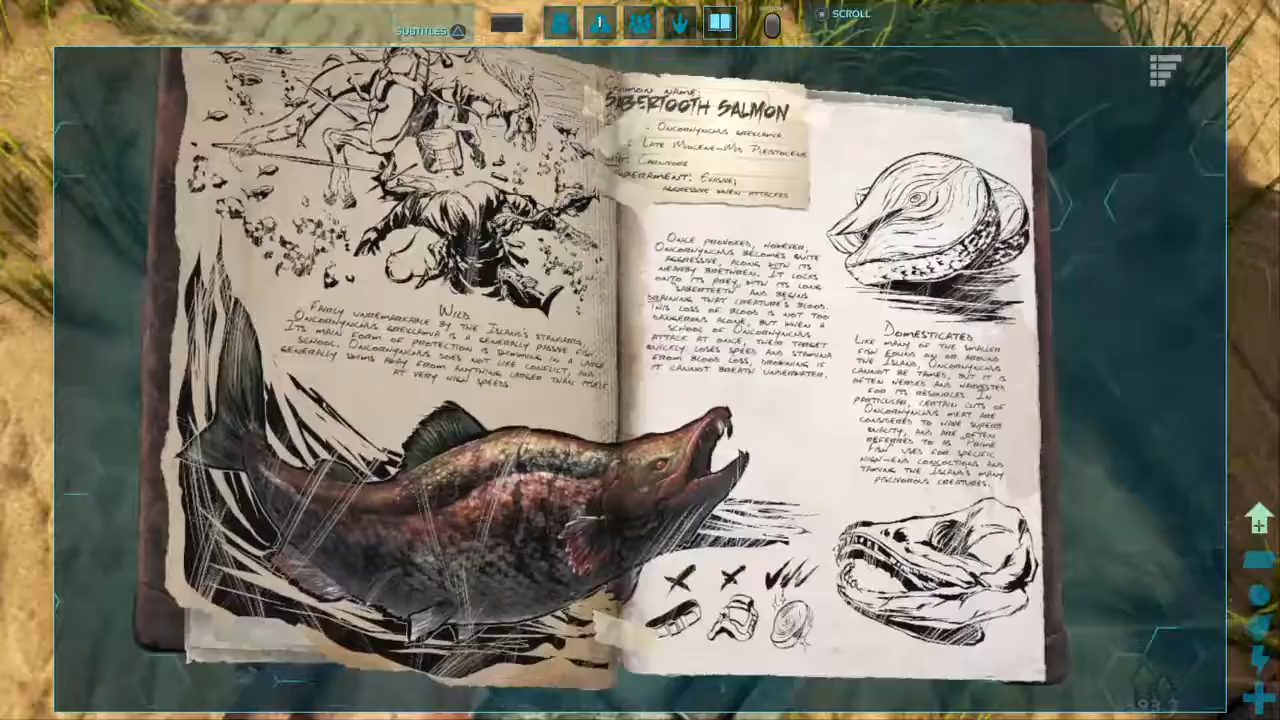 SUBTITLES
SCROLL
COMMON NAME:
SABERTOOTH SALMON
: ONCORHYNCHUS GREXLAMIA
: LATE MIOCENE–MID PLEISTOCENE
DIET: CARNIVORE
TEMPERAMENT: EVASIVE;
AGGRESSIVE WHEN ATTACKED
WILD
FAIRLY UNREMARKABLE BY THE ISLAND'S STANDARDS,
ONCORHYNCHUS GREXLAMIA IS A GENERALLY PASSIVE FISH.
ITS MAIN FORM OF PROTECTION IS SWIMMING IN A LARGE
SCHOOL. ONCORHYNCHUS DOES NOT LIKE CONFLICT, AND
GENERALLY SWIMS AWAY FROM ANYTHING LARGER THAN ITSELF
AT VERY HIGH SPEEDS.
ONCE PROVOKED, HOWEVER,
ONCORHYNCHUS BECOMES QUITE
AGGRESSIVE, ALONG WITH ITS
NEARBY BRETHREN. IT LOCKS
ONTO ITS PREY WITH ITS LONG
SABERTEETH AND BEGINS
DRAINING THAT CREATURE'S BLOOD.
THIS LOSS OF BLOOD IS NOT TOO
DANGEROUS ALONE, BUT WHEN A
SCHOOL OF ONCORHYNCHUS
ATTACK AT ONCE, THEIR TARGET
QUICKLY LOSES SPEED AND STAMINA
FROM BLOOD LOSS, DROWNING IF
IT CANNOT BREATH UNDERWATER.
DOMESTICATED
LIKE MANY OF THE SMALLER
FISH FOUND ON OR AROUND
THE ISLAND, ONCORHYNCHUS
CANNOT BE TAMED, BUT IT IS
OFTEN HERDED AND HARVESTED
FOR ITS RESOURCES. IN
PARTICULAR, CERTAIN CUTS OF
ONCORHYNCHUS MEAT ARE
CONSIDERED TO HAVE SUPERB
QUALITY, AND ARE OFTEN
REFERRED TO AS 'PRIME
FISH' USED FOR SPECIFIC
HIGH-END CONCOCTIONS AND
TAMING THE ISLAND'S MANY
PISCIVOROUS CREATURES.